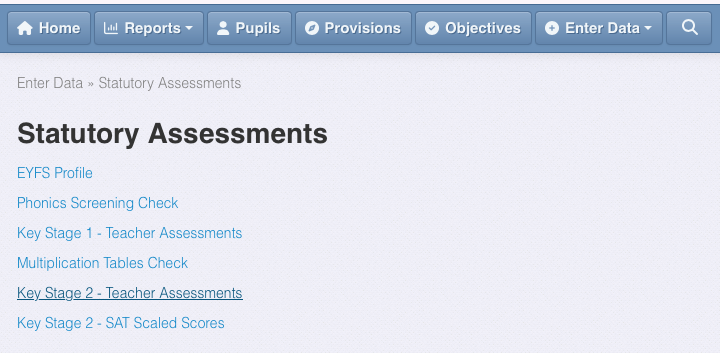 Home Reports Pupils Provisions Objectives Enter Data
Enter Data » Statutory Assessments
Statutory Assessments
EYFS Profile
Phonics Screening Check
Key Stage 1 - Teacher Assessments
Multiplication Tables Check
Key Stage 2 - Teacher Assessments
Key Stage 2 - SAT Scaled Scores